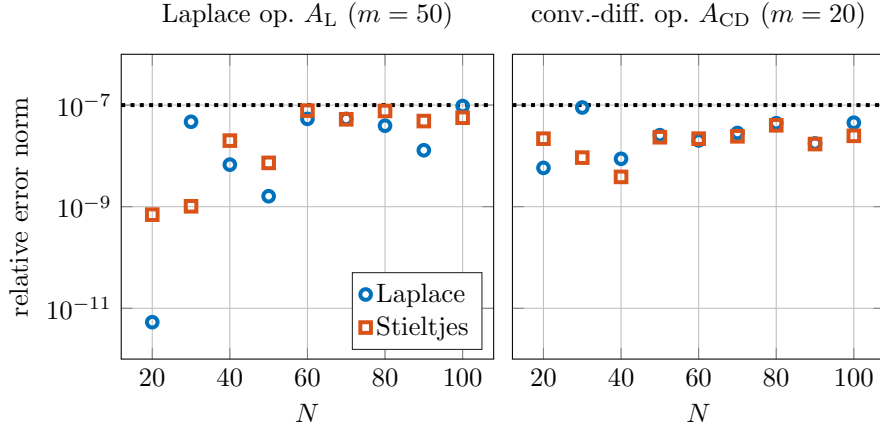 Laplace op. A_L (m = 50)
conv.-diff. op. A_CD (m = 20)
relative error norm
10^−7
10^−9
10^−11
Laplace
Stieltjes
20 40 60 80 100
20 40 60 80 100
N
N